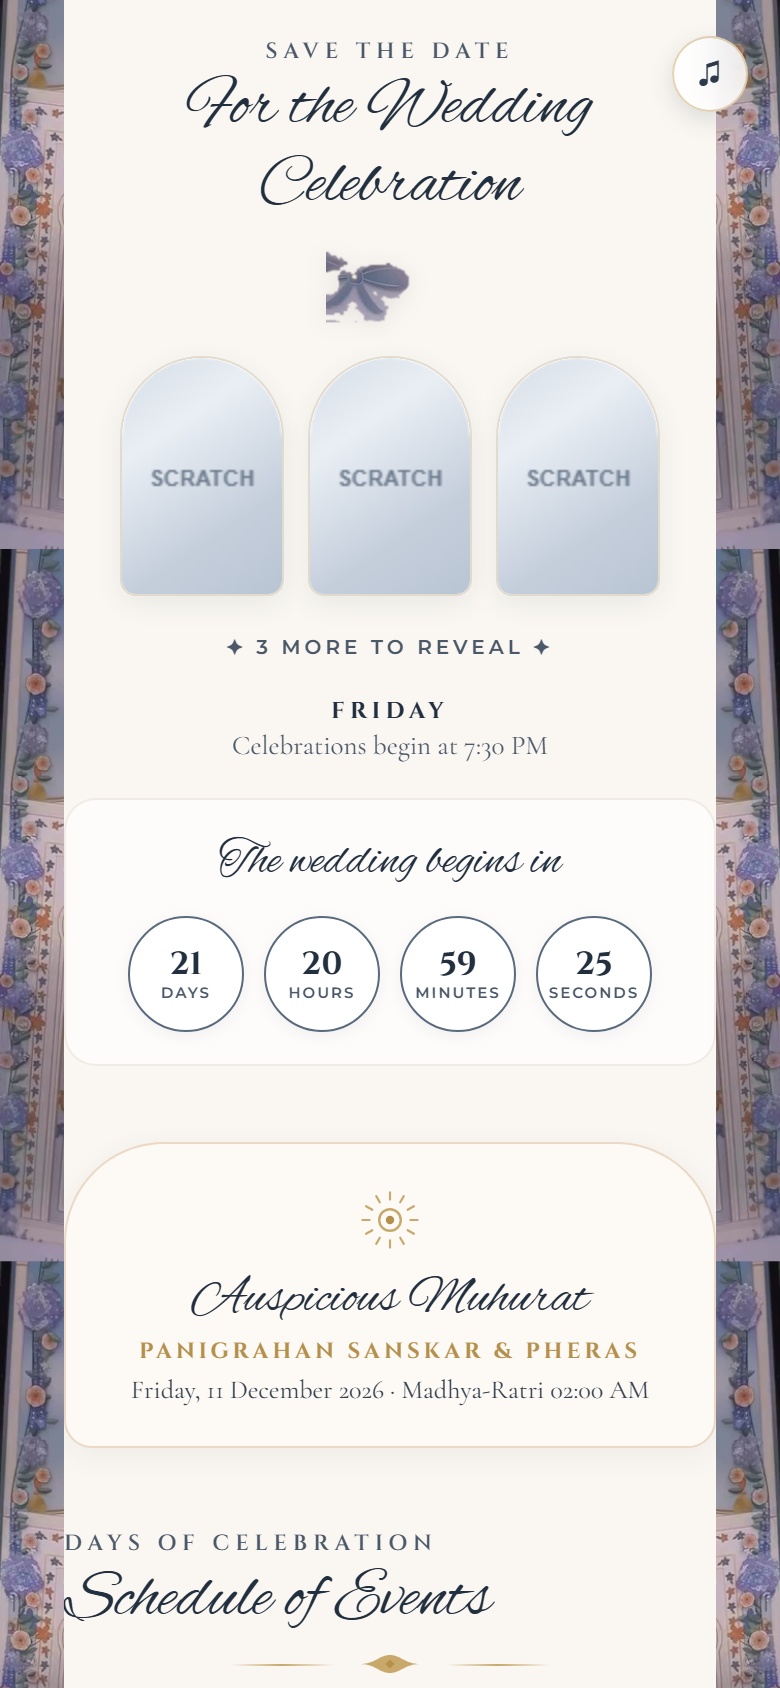 SAVE THE DATE
For the Wedding
Celebration
SCRATCH SCRATCH SCRATCH
✦ 3 MORE TO REVEAL ✦
FRIDAY
Celebrations begin at 7:30 PM
The wedding begins in
21 20 59 25
DAYS HOURS MINUTES SECONDS
Auspicious Muhurat
PANIGRAHAN SANSKAR & PHERAS
Friday, 11 December 2026 · Madhya-Ratri 02:00 AM
DAYS OF CELEBRATION
Schedule of Events